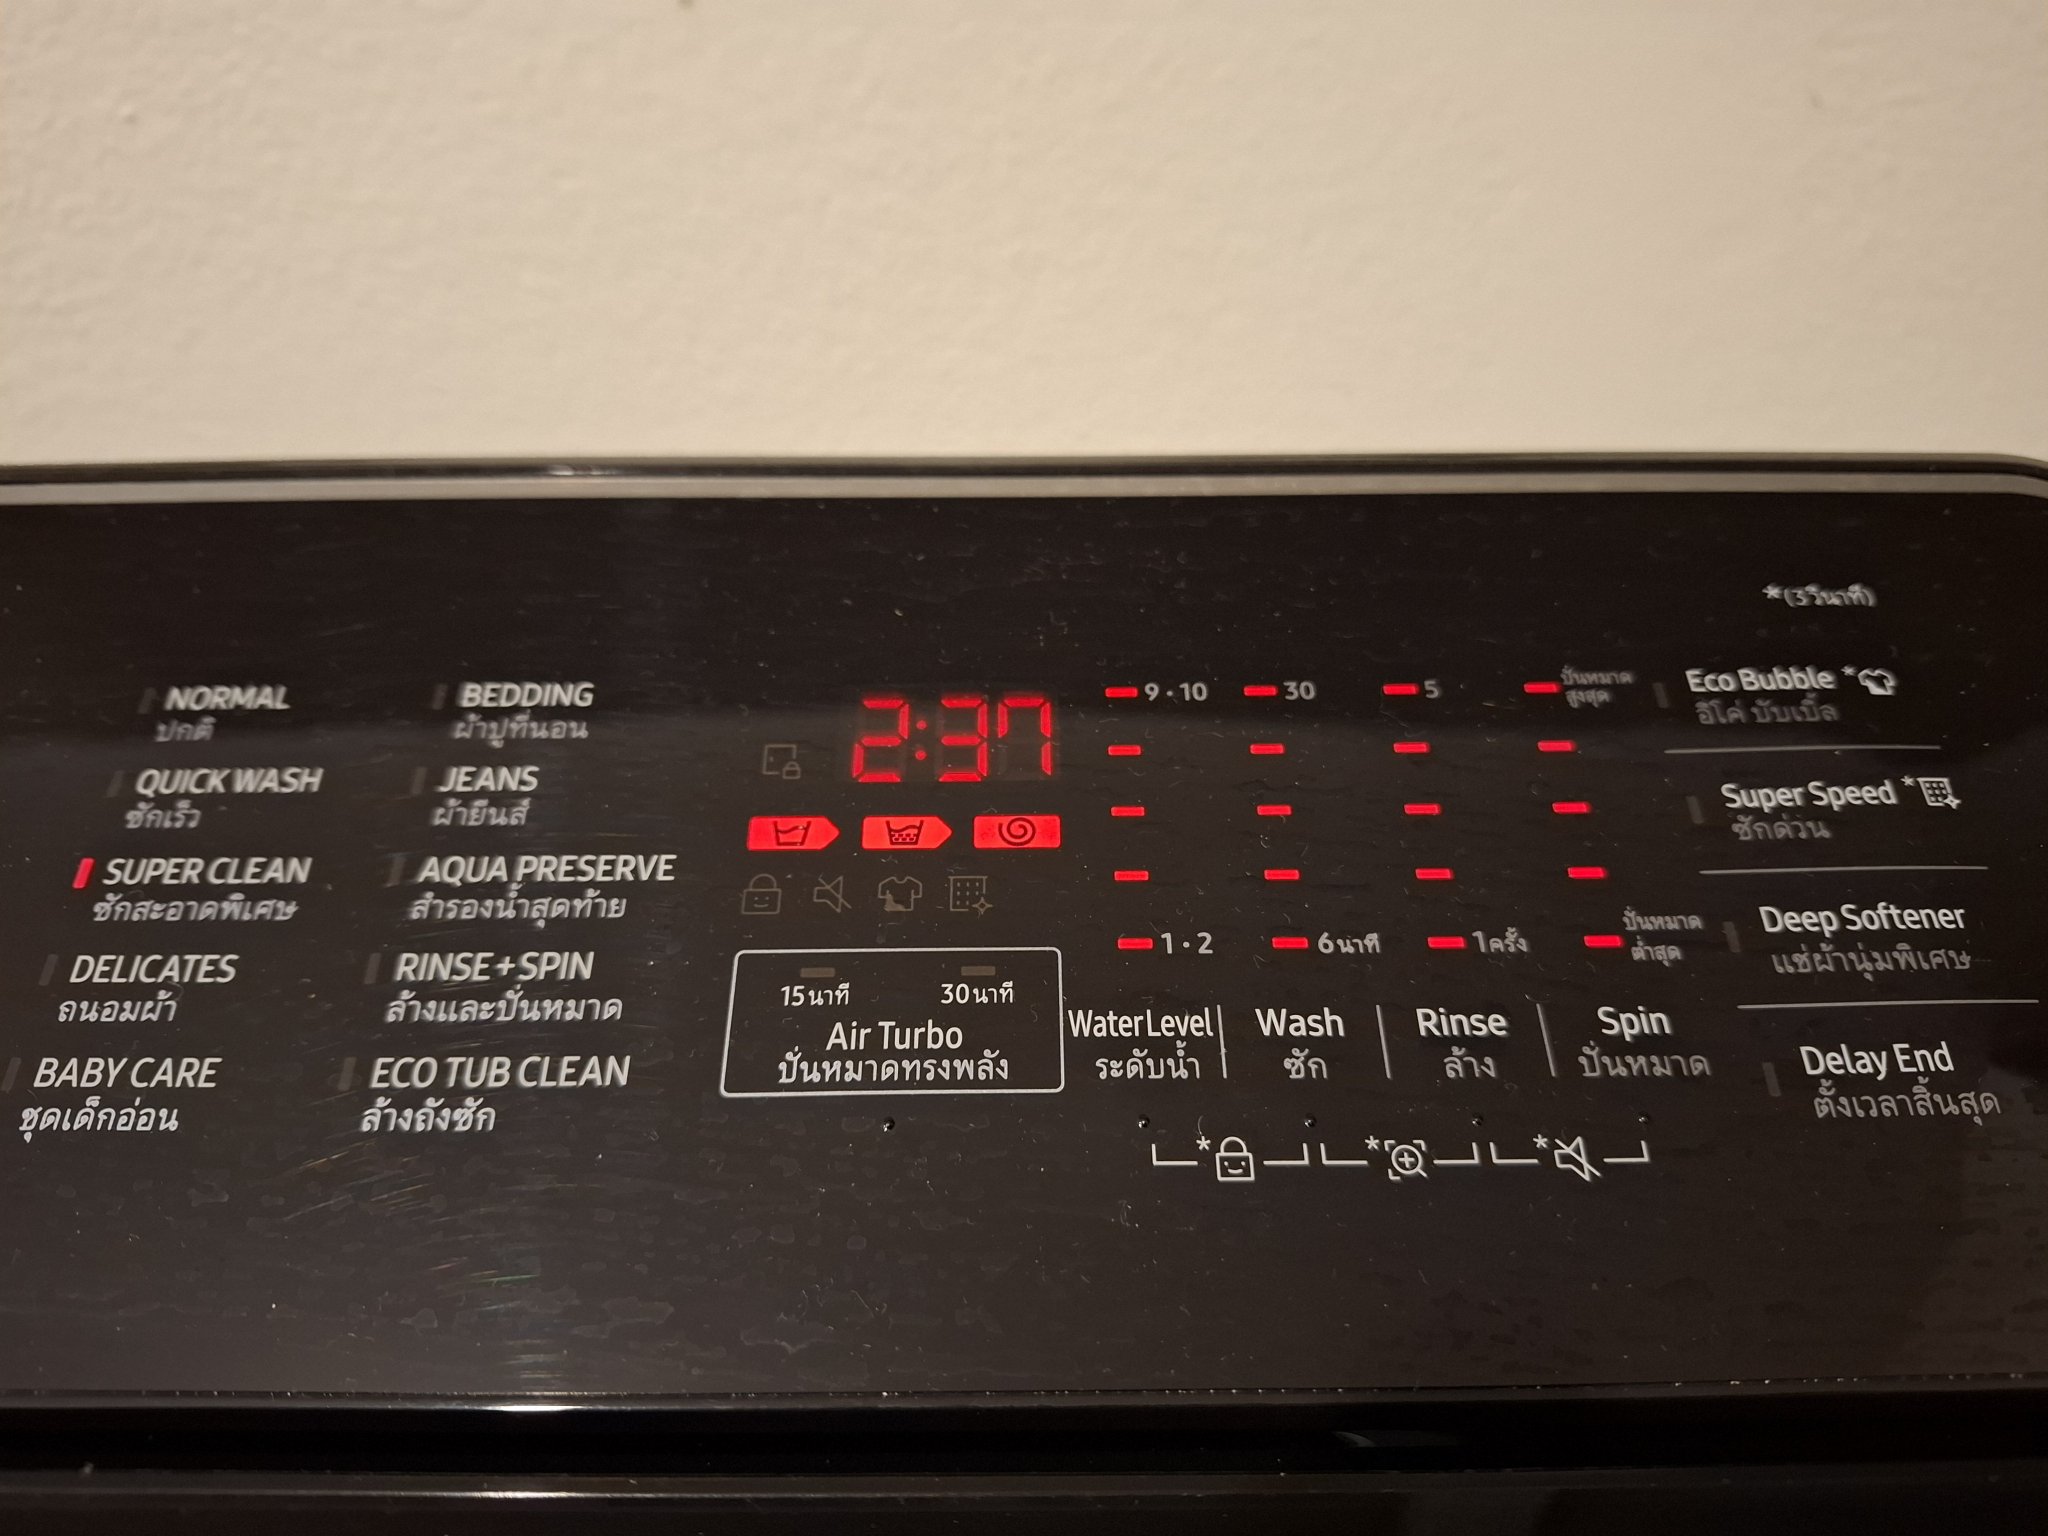 *(3วินาที)
NORMAL
ปกติ
QUICK WASH
ซักเร็ว
SUPER CLEAN
ซักสะอาดพิเศษ
DELICATES
ถนอมผ้า
BABY CARE
ชุดเด็กอ่อน
BEDDING
ผ้าปูที่นอน
JEANS
ผ้ายีนส์
AQUA PRESERVE
สำรองน้ำสุดท้าย
RINSE+SPIN
ล้างและปั่นหมาด
ECO TUB CLEAN
ล้างถังซัก
2:37
15นาที 30นาที
Air Turbo
ปั่นหมาดทรงพลัง
9·10 30 5 ปั่นหมาด
สูงสุด
1·2 6นาที 1ครั้ง ปั่นหมาด
ต่ำสุด
Water Level Wash Rinse Spin
ระดับน้ำ ซัก ล้าง ปั่นหมาด
* * *
Eco Bubble *
อีโค่ บับเบิ้ล
Super Speed *
ซักด่วน
Deep Softener
แช่ผ้านุ่มพิเศษ
Delay End
ตั้งเวลาสิ้นสุด